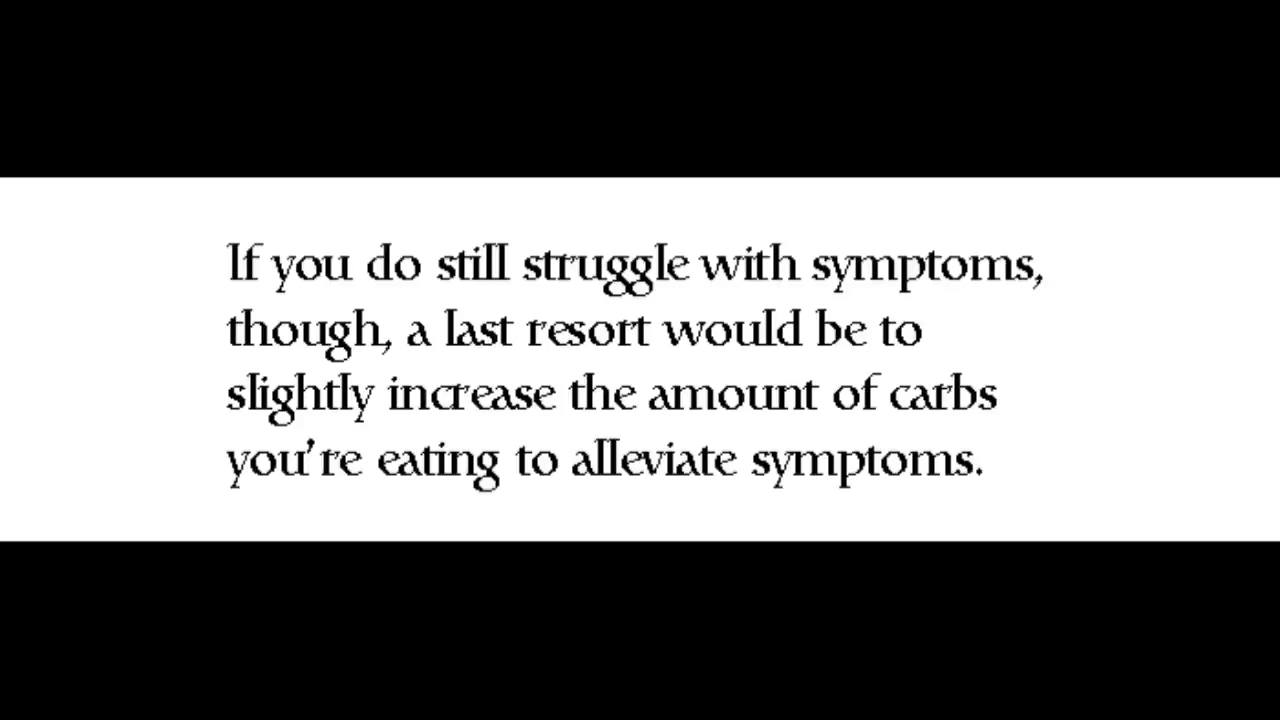 If you do still struggle with symptoms,
though, a last resort would be to
slightly increase the amount of carbs
you're eating to alleviate symptoms.